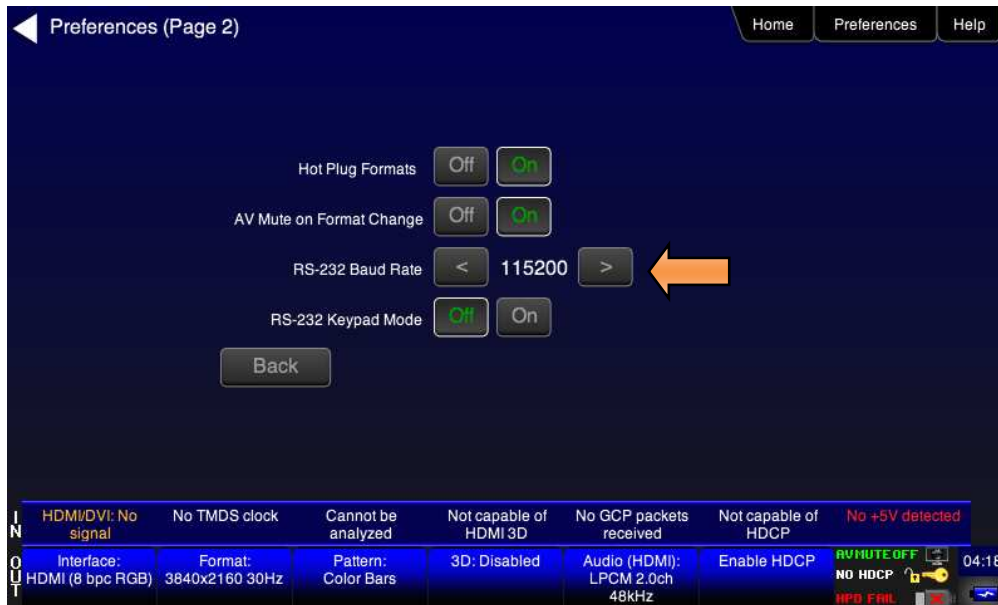 Preferences (Page 2)
Home
Preferences
Help
Hot Plug Formats Off On
AV Mute on Format Change Off On
RS-232 Baud Rate < 115200 >
RS-232 Keypad Mode Off On
Back
IN
HDMI/DVI: No
signal
No TMDS clock
Cannot be
analyzed
Not capable of
HDMI 3D
No GCP packets
received
Not capable of
HDCP
No +5V detected
OUT
Interface:
HDMI (8 bpc RGB)
Format:
3840x2160 30Hz
Pattern:
Color Bars
3D: Disabled
Audio (HDMI):
LPCM 2.0ch
48kHz
Enable HDCP
AVMUTEOFF
NO HDCP
HPD FAIL
04:18